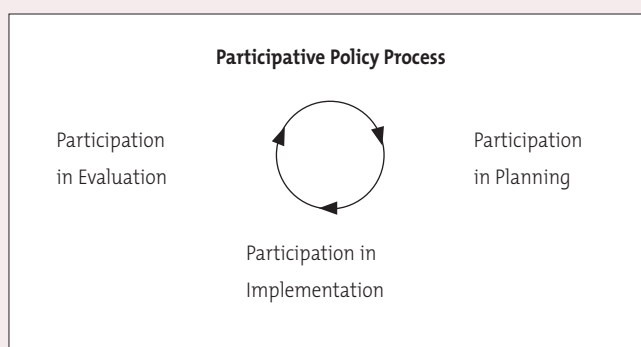 Participative Policy Process
Participation
in Evaluation
Participation
in Planning
Participation in
Implementation